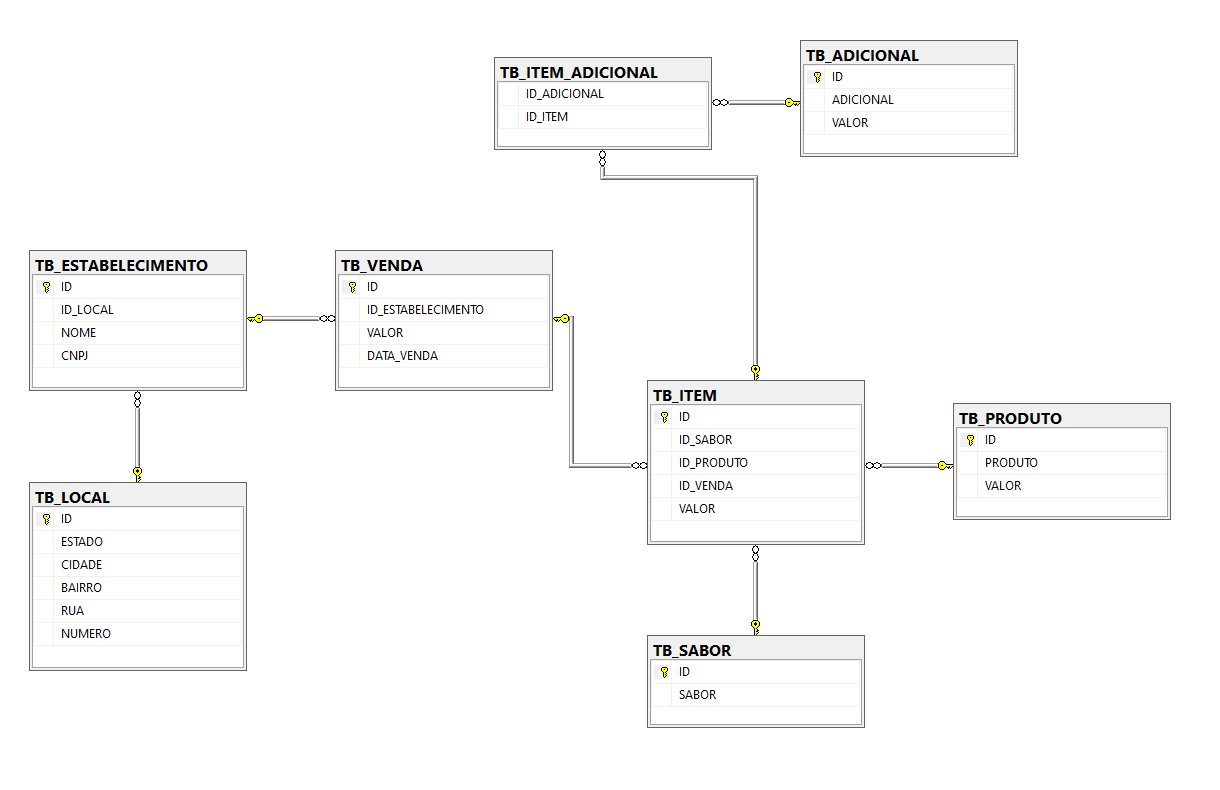 TB_ITEM_ADICIONAL
ID_ADICIONAL
ID_ITEM
TB_ADICIONAL
ID
ADICIONAL
VALOR
TB_ESTABELECIMENTO
ID
ID_LOCAL
NOME
CNPJ
TB_VENDA
ID
ID_ESTABELECIMENTO
VALOR
DATA_VENDA
TB_ITEM
ID
ID_SABOR
ID_PRODUTO
ID_VENDA
VALOR
TB_PRODUTO
ID
PRODUTO
VALOR
TB_LOCAL
ID
ESTADO
CIDADE
BAIRRO
RUA
NUMERO
TB_SABOR
ID
SABOR